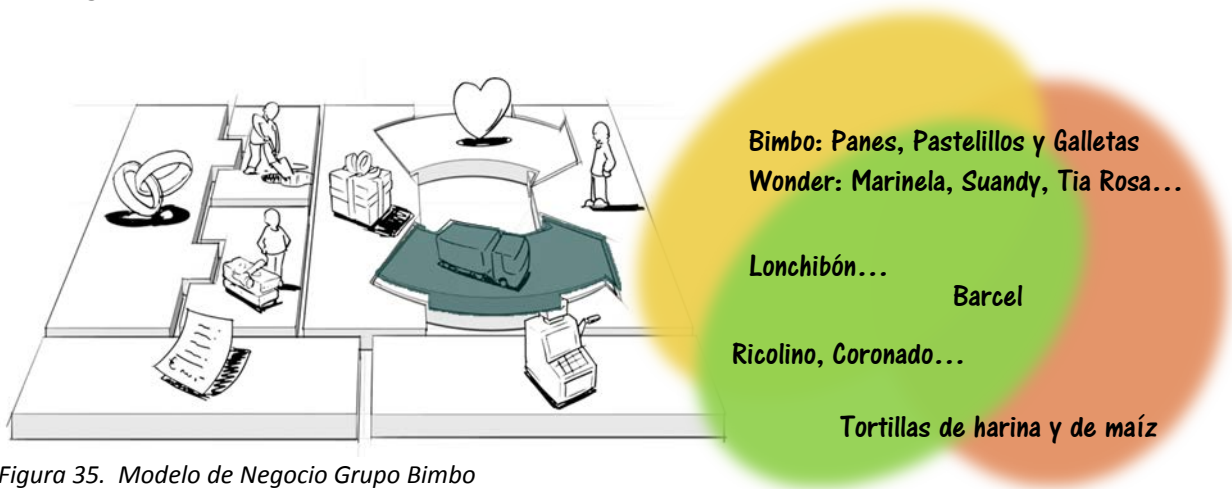 Bimbo: Panes, Pastelillos y Galletas
Wonder: Marinela, Suandy, Tia Rosa...
Lonchibón...
Barcel
Ricolino, Coronado...
Tortillas de harina y de maíz
Figura 35. Modelo de Negocio Grupo Bimbo